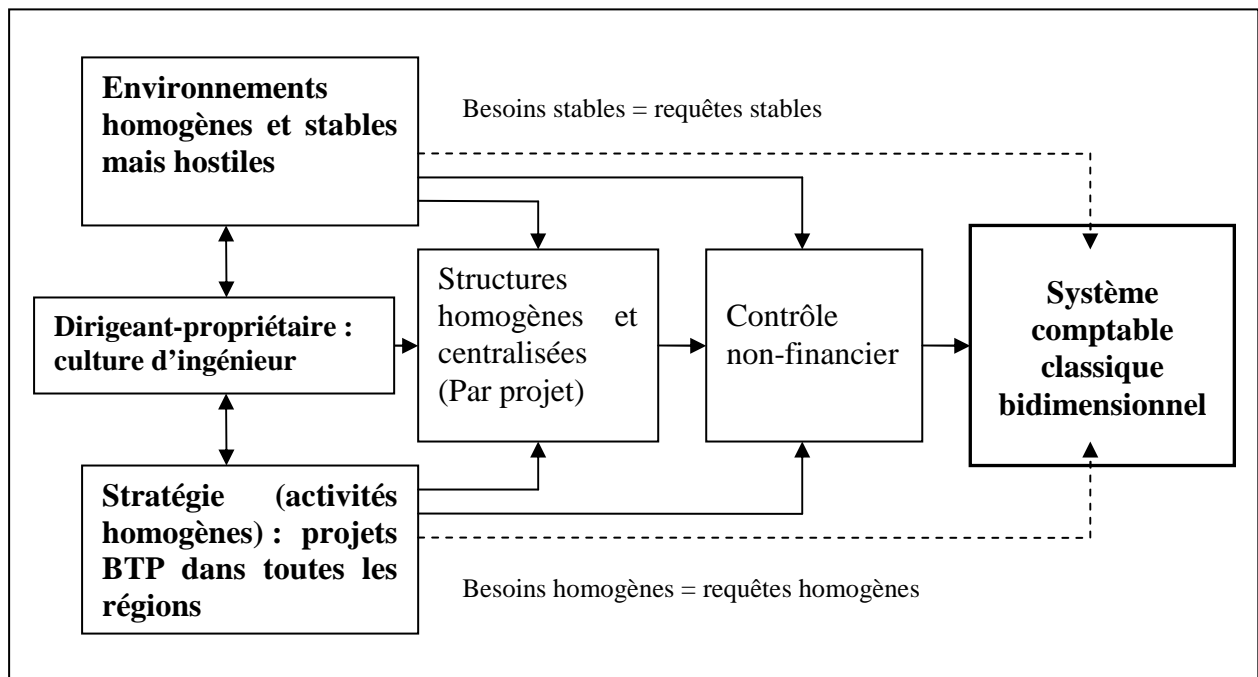 Environnements
homogènes et stables
mais hostiles
Besoins stables = requêtes stables
Dirigeant-propriétaire :
culture d’ingénieur
Structures
homogènes et
centralisées
(Par projet)
Contrôle
non-financier
Système
comptable
classique
bidimensionnel
Stratégie (activités
homogènes) : projets
BTP dans toutes les
régions
Besoins homogènes = requêtes homogènes